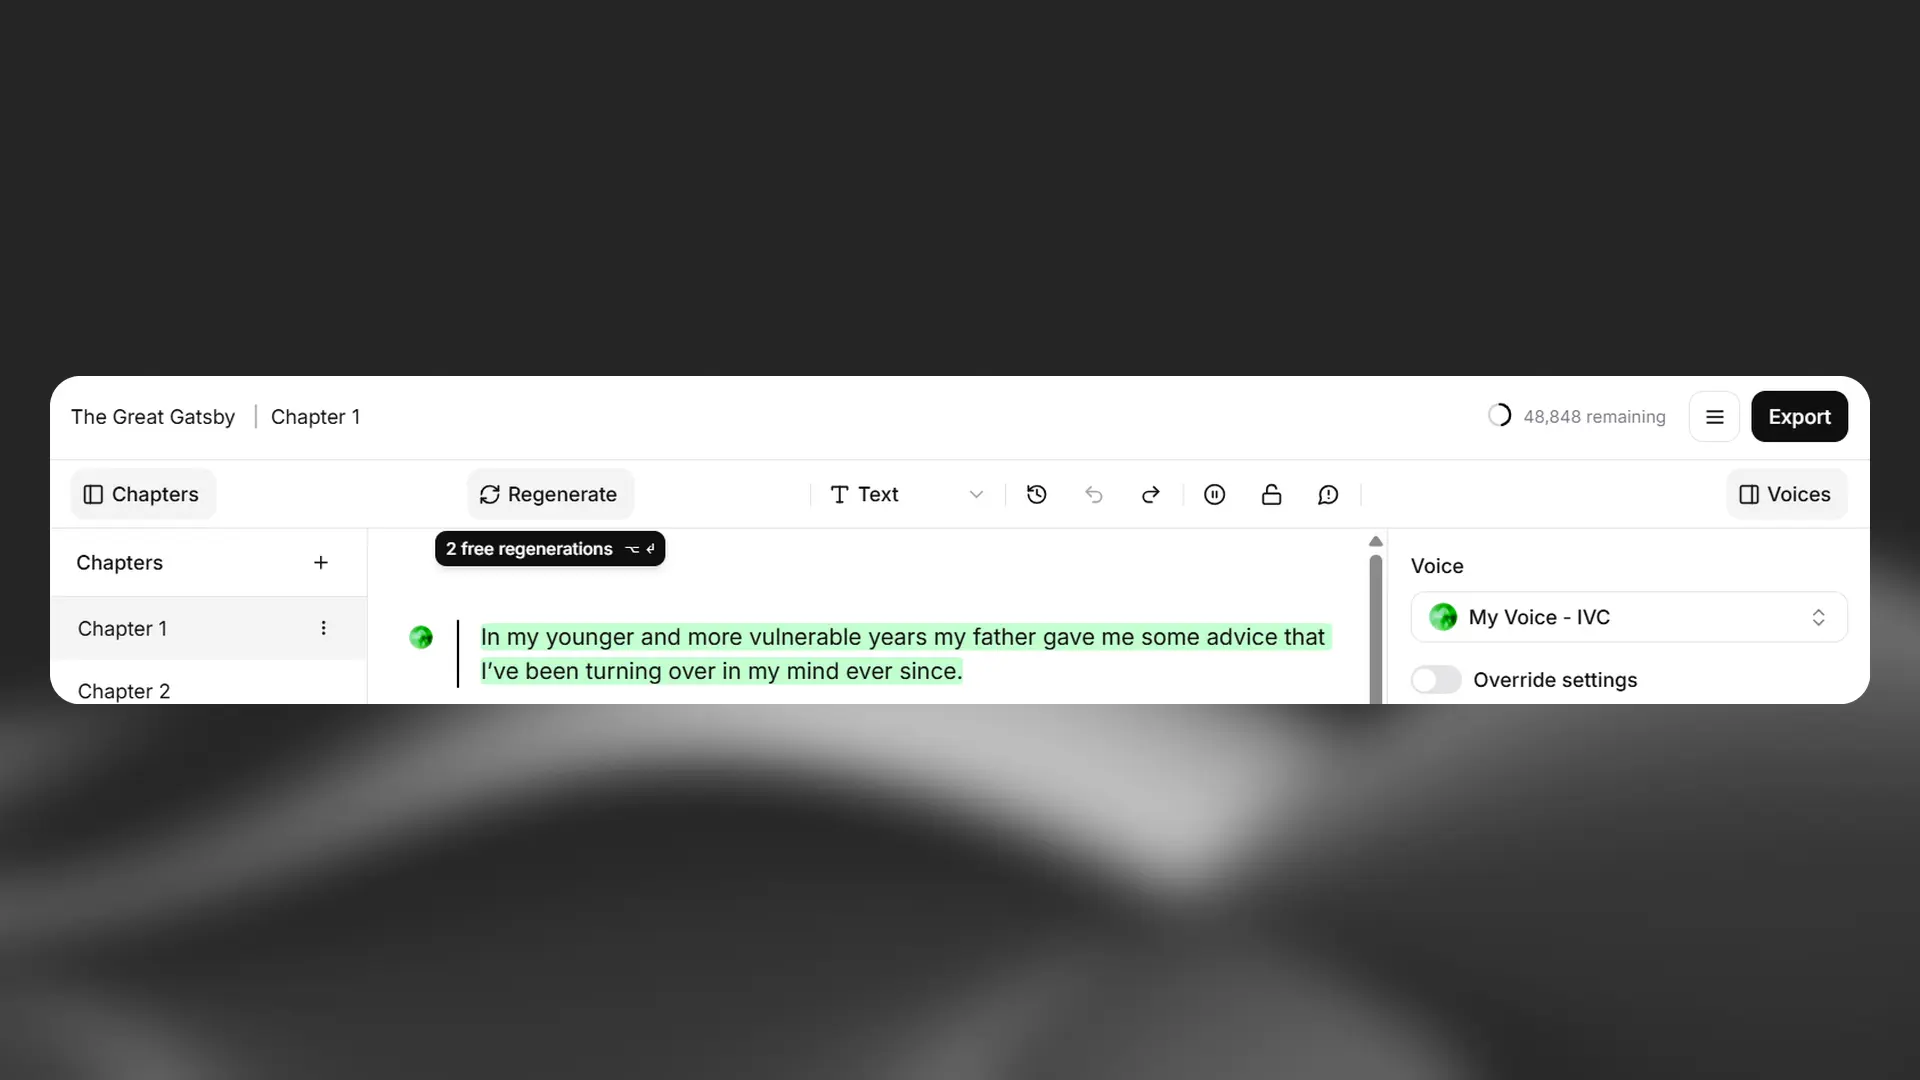 The Great Gatsby | Chapter 1
48,848 remaining
Export
Chapters
Regenerate
Text
Voices
2 free regenerations ⌥ ↲
Chapters
Chapter 1
Chapter 2
In my younger and more vulnerable years my father gave me some advice that
I’ve been turning over in my mind ever since.
Voice
My Voice - IVC
Override settings